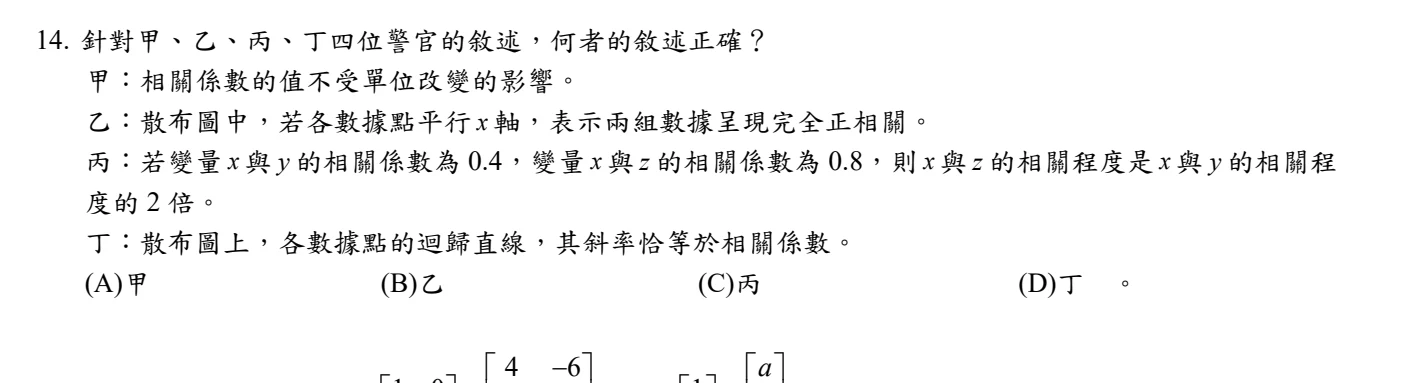 14. 針對甲、乙、丙、丁四位警官的敘述，何者的敘述正確？
甲：相關係數的值不受單位改變的影響。
乙：散布圖中，若各數據點平行 x 軸，表示兩組數據呈現完全正相關。
丙：若變量 x 與 y 的相關係數為 0.4，變量 x 與 z 的相關係數為 0.8，則 x 與 z 的相關程度是 x 與 y 的相關程
度的 2 倍。
丁：散布圖上，各數據點的迴歸直線，其斜率恰等於相關係數。
(A)甲 (B)乙 (C)丙 (D)丁 。
4 −6 a